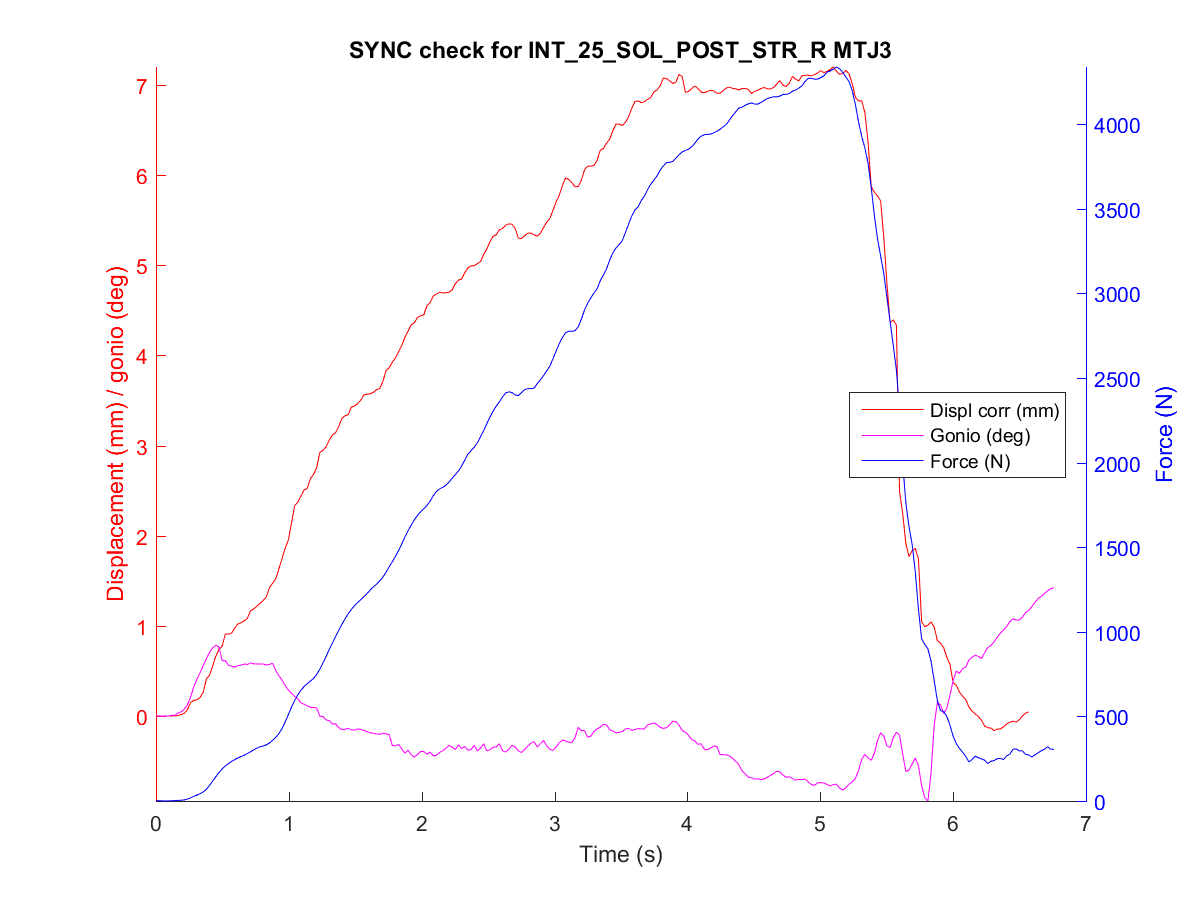 SYNC check for INT_25_SOL_POST_STR_R MTJ3
Displacement (mm) / gonio (deg)
7
6
5
4
3
2
1
0
4000
3500
3000
2500
2000
1500
1000
500
0
Force (N)
Displ corr (mm)
Gonio (deg)
Force (N)
0 1 2 3 4 5 6 7
Time (s)